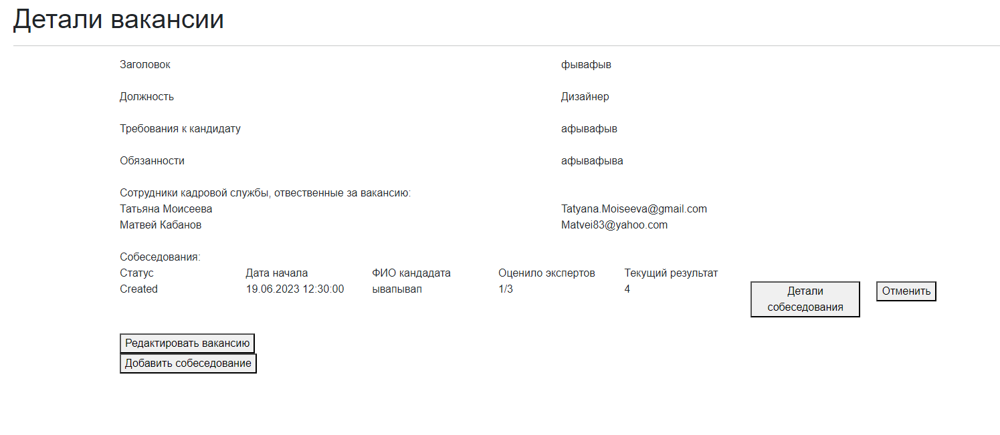 Детали вакансии
Заголовок фывафыв
Должность Дизайнер
Требования к кандидату афывафыв
Обязанности афывафыва
Сотрудники кадровой службы, отвественные за вакансию:
Татьяна Моисеева Tatyana.Moiseeva@gmail.com
Матвей Кабанов Matvei83@yahoo.com
Собеседования:
Статус Дата начала ФИО кандадата Оценило экспертов Текущий результат
Created 19.06.2023 12:30:00 ывапывап 1/3 4
Детали
собеседования
Отменить
Редактировать вакансию
Добавить собеседование